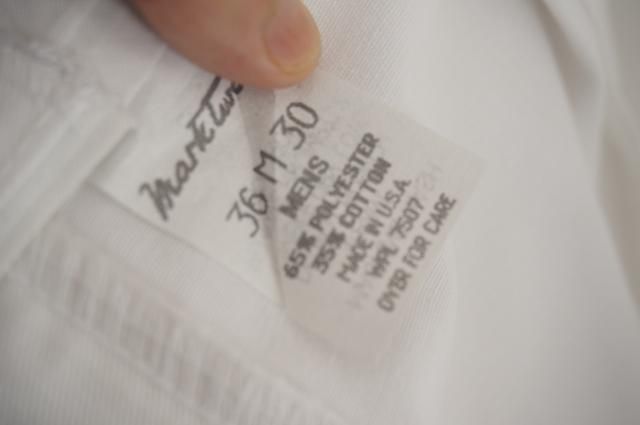 36 M 30
MENS
65% POLYESTER
35% COTTON
MADE IN U.S.A.
WPL 7507
OVER FOR CARE